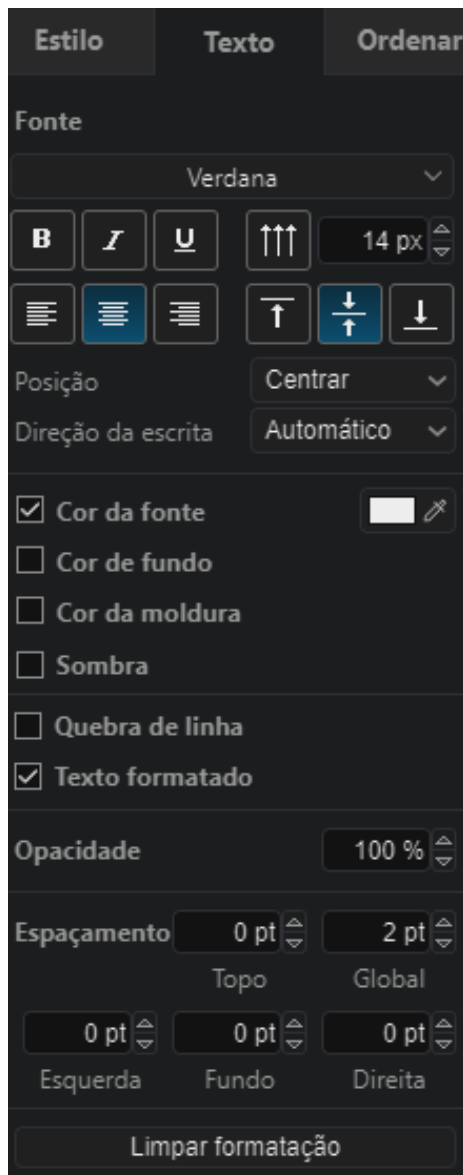 Estilo Texto Ordenar
Fonte
Verdana
B I U 14 px
Posição Centrar
Direção da escrita Automático
Cor da fonte
Cor de fundo
Cor da moldura
Sombra
Quebra de linha
Texto formatado
Opacidade 100 %
Espaçamento 0 pt 2 pt
Topo Global
0 pt 0 pt 0 pt
Esquerda Fundo Direita
Limpar formatação